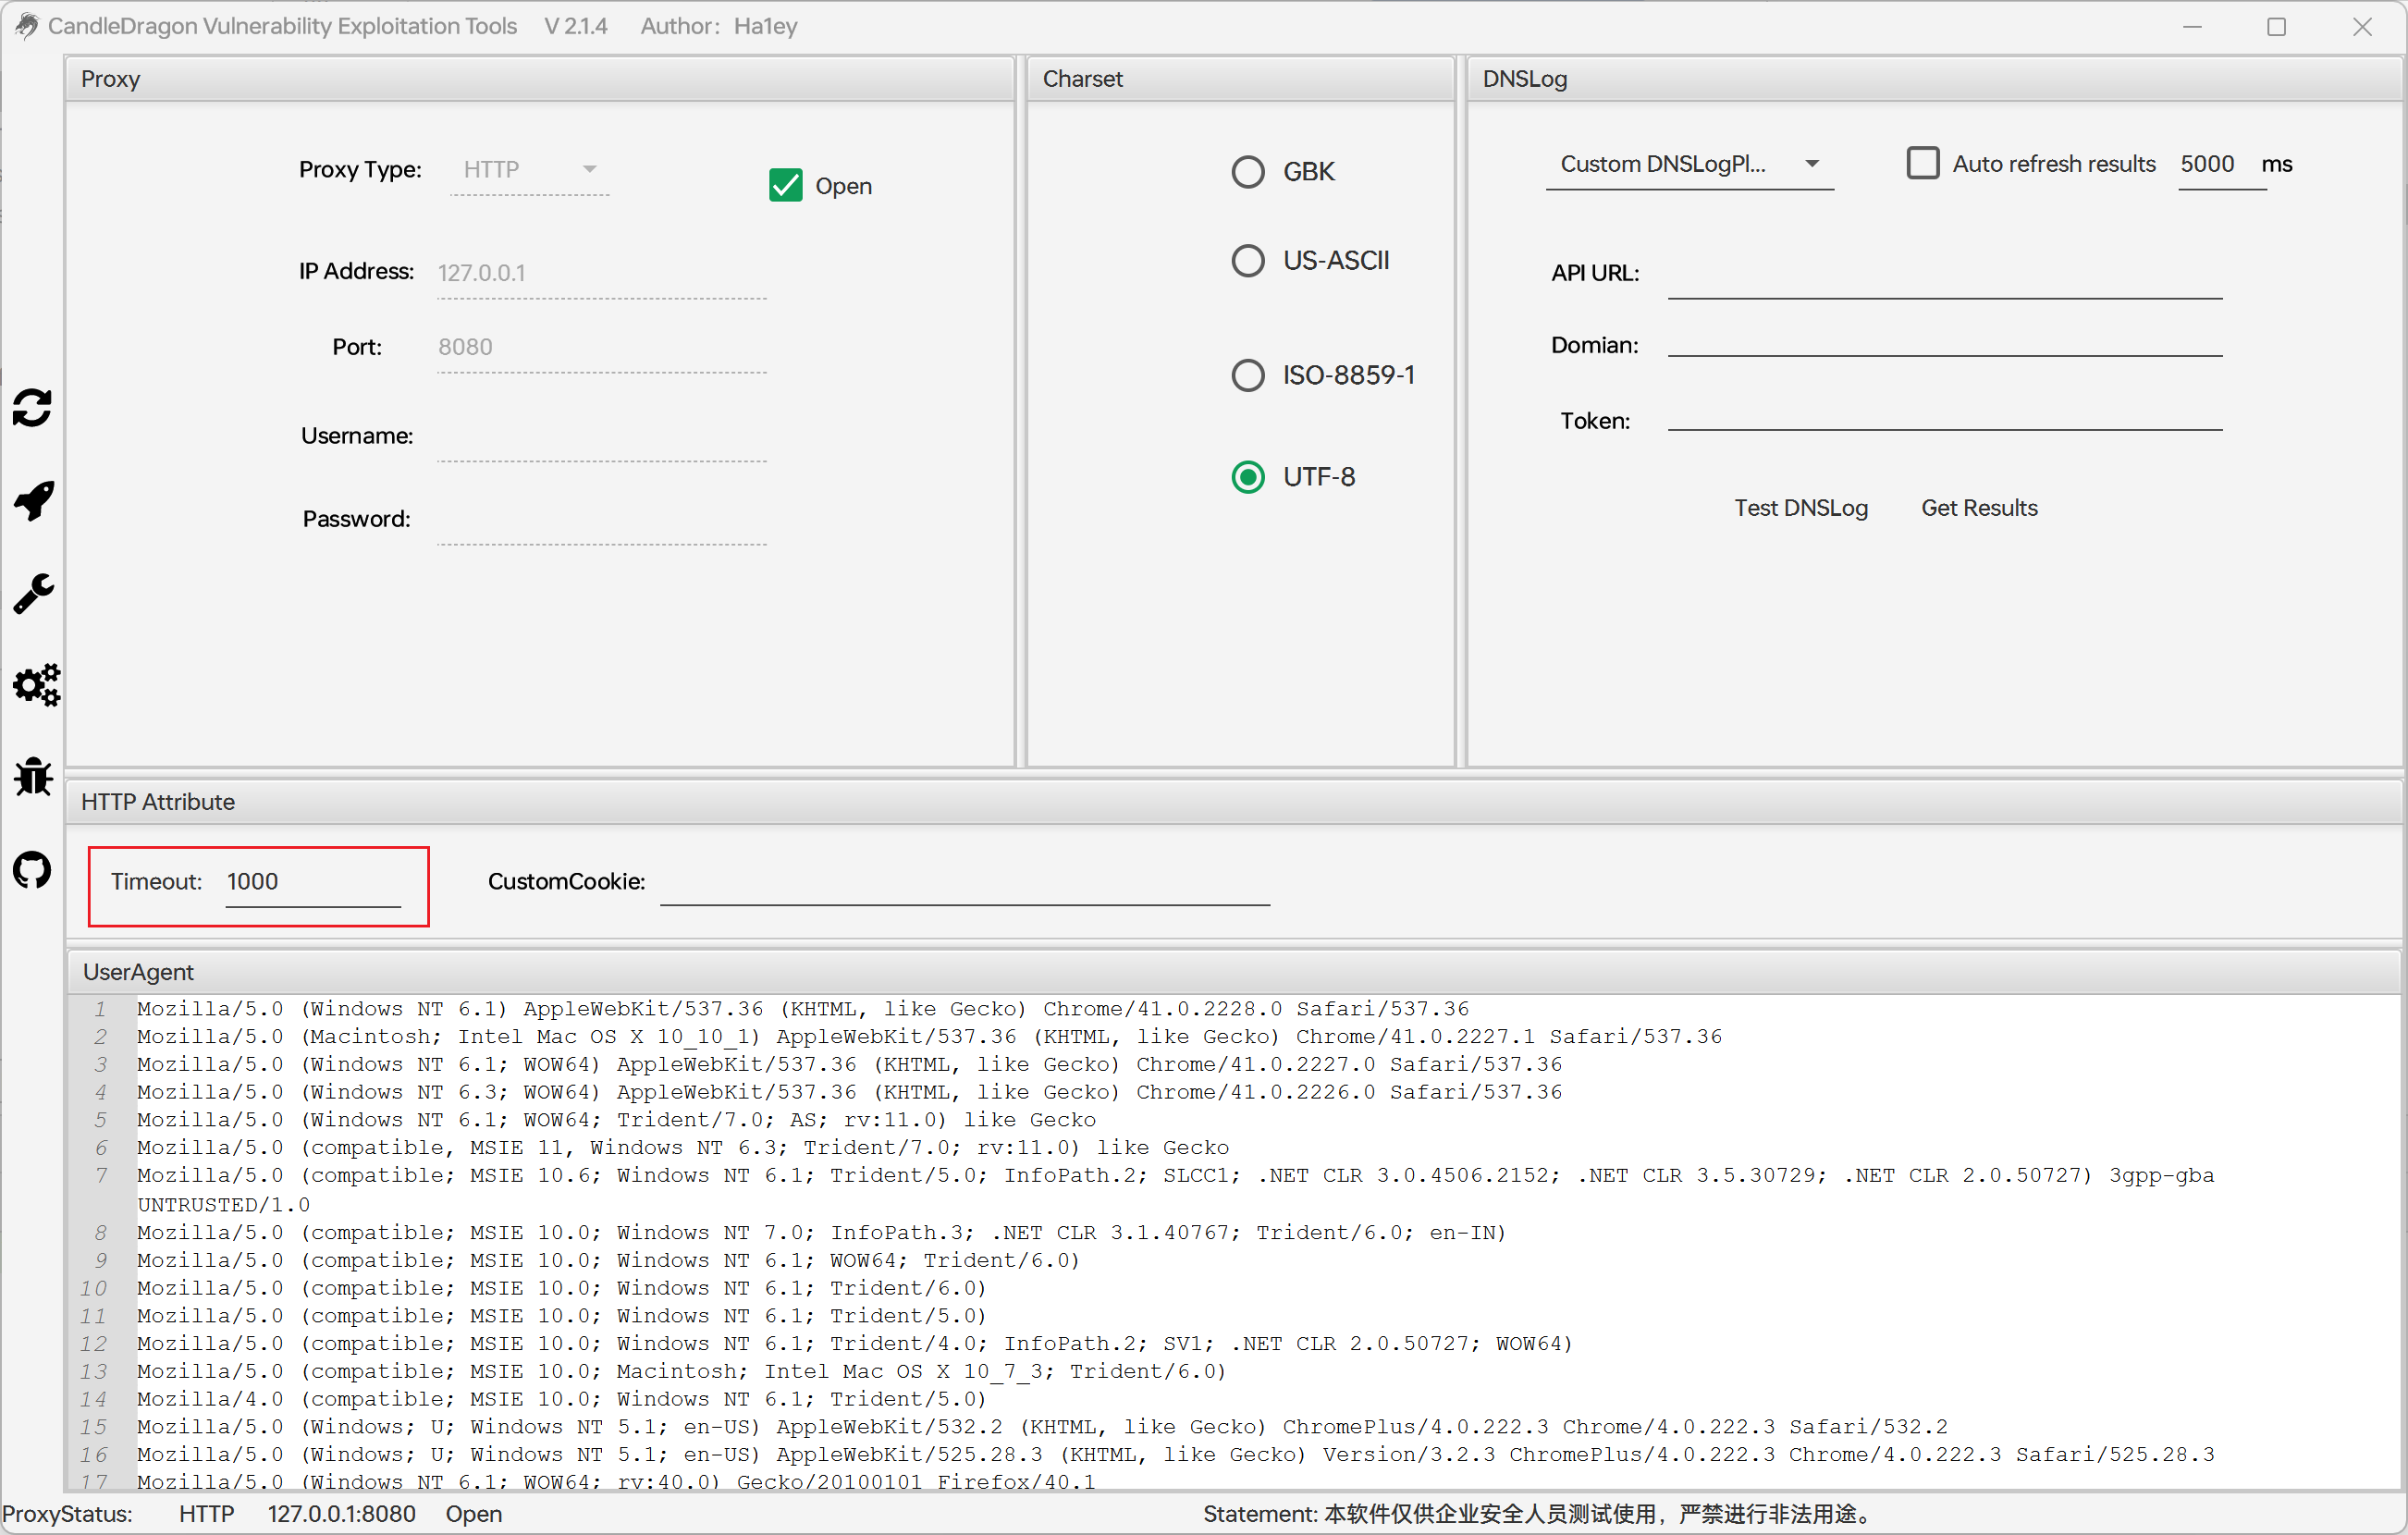 CandleDragon Vulnerability Exploitation Tools V 2.1.4 Author: Ha1ey
Proxy
Proxy Type: HTTP
Open
IP Address: 127.0.0.1
Port: 8080
Username:
Password:
Charset
GBK
US-ASCII
ISO-8859-1
UTF-8
DNSLog
Custom DNSLogPl... Auto refresh results 5000 ms
API URL:
Domian:
Token:
Test DNSLog Get Results
HTTP Attribute
Timeout: 1000 CustomCookie:
UserAgent
1 Mozilla/5.0 (Windows NT 6.1) AppleWebKit/537.36 (KHTML, like Gecko) Chrome/41.0.2228.0 Safari/537.36
2 Mozilla/5.0 (Macintosh; Intel Mac OS X 10_10_1) AppleWebKit/537.36 (KHTML, like Gecko) Chrome/41.0.2227.1 Safari/537.36
3 Mozilla/5.0 (Windows NT 6.1; WOW64) AppleWebKit/537.36 (KHTML, like Gecko) Chrome/41.0.2227.0 Safari/537.36
4 Mozilla/5.0 (Windows NT 6.3; WOW64) AppleWebKit/537.36 (KHTML, like Gecko) Chrome/41.0.2226.0 Safari/537.36
5 Mozilla/5.0 (Windows NT 6.1; WOW64; Trident/7.0; AS; rv:11.0) like Gecko
6 Mozilla/5.0 (compatible, MSIE 11, Windows NT 6.3; Trident/7.0; rv:11.0) like Gecko
7 Mozilla/5.0 (compatible; MSIE 10.6; Windows NT 6.1; Trident/5.0; InfoPath.2; SLCC1; .NET CLR 3.0.4506.2152; .NET CLR 3.5.30729; .NET CLR 2.0.50727) 3gpp-gba
UNTRUSTED/1.0
8 Mozilla/5.0 (compatible; MSIE 10.0; Windows NT 7.0; InfoPath.3; .NET CLR 3.1.40767; Trident/6.0; en-IN)
9 Mozilla/5.0 (compatible; MSIE 10.0; Windows NT 6.1; WOW64; Trident/6.0)
10 Mozilla/5.0 (compatible; MSIE 10.0; Windows NT 6.1; Trident/6.0)
11 Mozilla/5.0 (compatible; MSIE 10.0; Windows NT 6.1; Trident/5.0)
12 Mozilla/5.0 (compatible; MSIE 10.0; Windows NT 6.1; Trident/4.0; InfoPath.2; SV1; .NET CLR 2.0.50727; WOW64)
13 Mozilla/5.0 (compatible; MSIE 10.0; Macintosh; Intel Mac OS X 10_7_3; Trident/6.0)
14 Mozilla/4.0 (compatible; MSIE 10.0; Windows NT 6.1; Trident/5.0)
15 Mozilla/5.0 (Windows; U; Windows NT 5.1; en-US) AppleWebKit/532.2 (KHTML, like Gecko) ChromePlus/4.0.222.3 Chrome/4.0.222.3 Safari/532.2
16 Mozilla/5.0 (Windows; U; Windows NT 5.1; en-US) AppleWebKit/525.28.3 (KHTML, like Gecko) Version/3.2.3 ChromePlus/4.0.222.3 Chrome/4.0.222.3 Safari/525.28.3
17 Mozilla/5.0 (Windows NT 6.1; WOW64; rv:40.0) Gecko/20100101 Firefox/40.1
ProxyStatus: HTTP 127.0.0.1:8080 Open Statement: 本软件仅供企业安全人员测试使用，严禁进行非法用途。